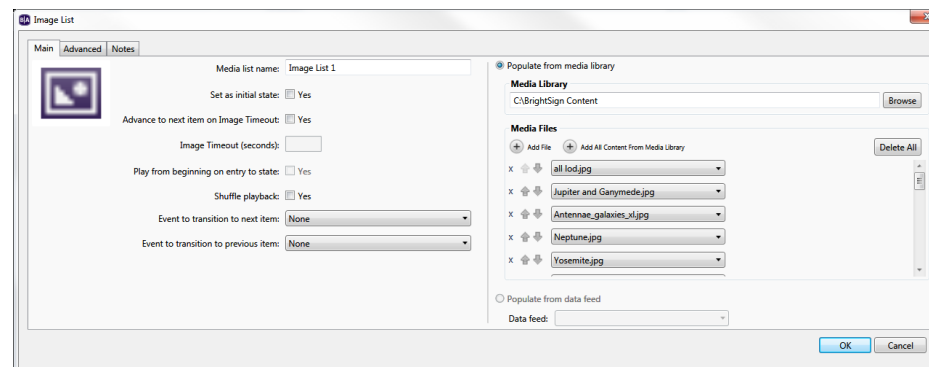 B|A Image List
Main Advanced Notes
Media list name: Image List 1
Set as initial state: Yes
Advance to next item on Image Timeout: Yes
Image Timeout (seconds):
Play from beginning on entry to state: Yes
Shuffle playback: Yes
Event to transition to next item: None
Event to transition to previous item: None
Populate from media library
Media Library
C:\BrightSign Content Browse
Media Files
+ Add File + Add All Content From Media Library Delete All
x all lod.jpg
x Jupiter and Ganymede.jpg
x Antennae_galaxies_xl.jpg
x Neptune.jpg
x Yosemite.jpg
Populate from data feed
Data feed:
OK Cancel